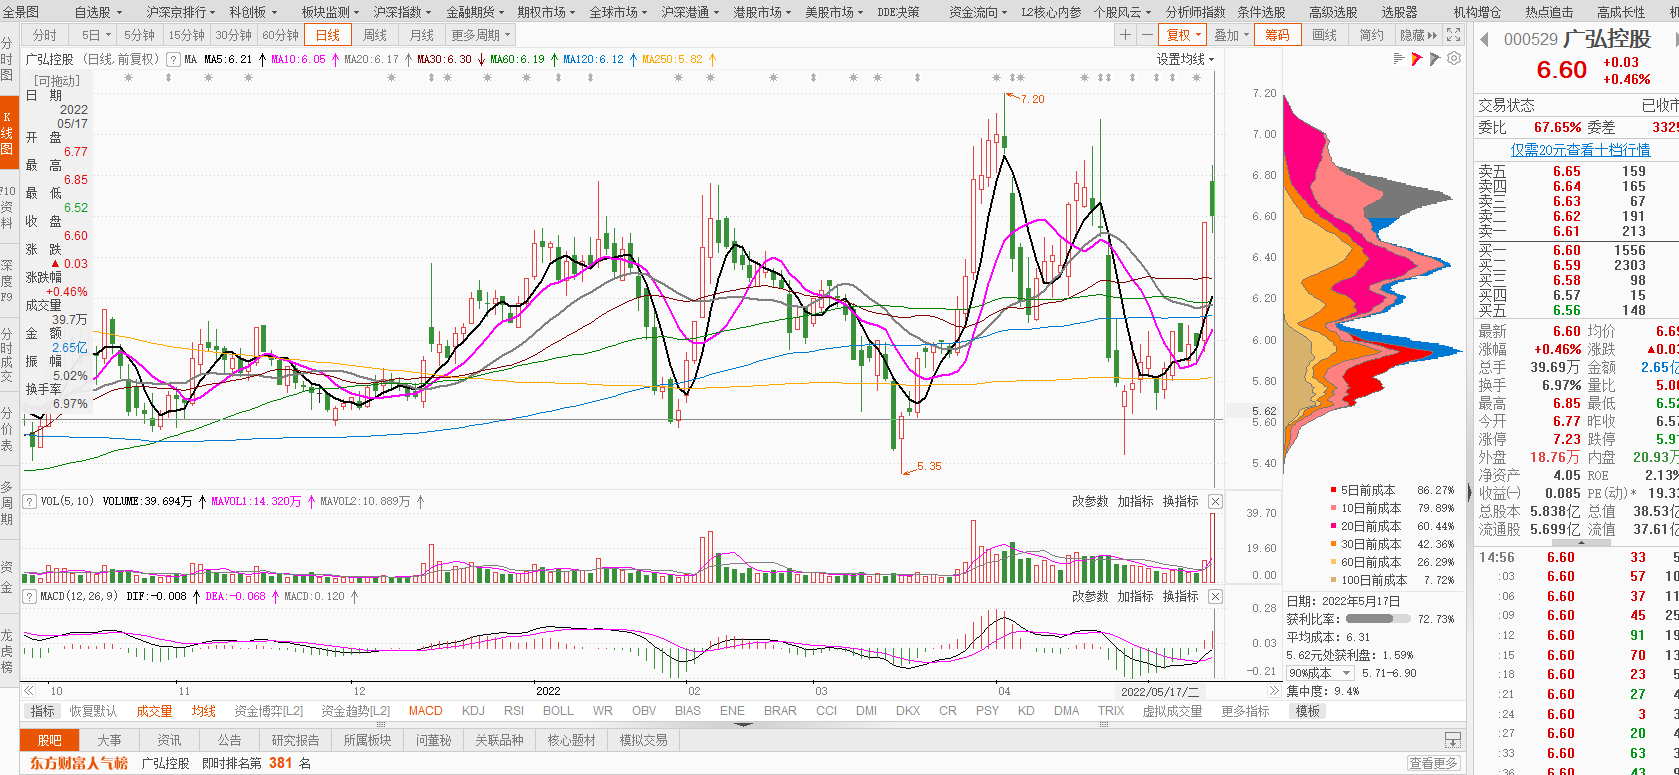 全景图 自选股 沪深京排行 科创板 板块监测 沪深指数 金融期货 期权市场 全球市场 沪深港通 港股市场 美股市场 DDE决策 资金流向 L2核心内参 个股风云 分析师指数 条件选股 高级选股 选股器 机构增仓 热点追击 高成长性
分时 5日 5分钟 15分钟 30分钟 60分钟 日线 周线 月线 更多周期 复权 叠加 筹码 画线 简约 隐藏
000529 广弘控股
6.60 +0.03
+0.46%
广弘控股 (日线,前复权) ? MA MA5:6.21 MA10:6.05 MA20:6.17 MA30:6.30 MA60:6.19 MA120:6.12 MA250:5.82 设置均线
分时图
K线图
F10资料
深度F9
分时成交
分价表
多周期
资金
龙虎榜
[可拖动]
日 期
2022
05/17
开 盘
6.77
最 高
6.85
最 低
6.52
收 盘
6.60
涨 跌
▲0.03
涨跌幅
+0.46%
成交量
39.7万
金 额
2.65亿
振 幅
5.02%
换手率
6.97%
7.20
5.35
7.20
7.00
6.80
6.60
6.40
6.20
6.00
5.80
5.62
5.60
5.40
? VOL(5,10) VOLUME:39.694万 MAVOL1:14.320万 MAVOL2:10.889万 改参数 加指标 换指标
39.70
19.60
0.00
? MACD(12,26,9) DIF:-0.008 DEA:-0.068 MACD:0.120 改参数 加指标 换指标
0.28
0.03
-0.21
10 11 12 2022 02 03 04 2022/05/17/二
5日前成本 86.27%
10日前成本 79.89%
20日前成本 60.44%
30日前成本 42.36%
60日前成本 26.29%
100日前成本 7.72%
日期: 2022年5月17日
获利比率: 72.73%
平均成本: 6.31
5.62元处获利盘: 1.59%
90%成本 5.71-6.90
集中度: 9.4%
交易状态 已收市
委比 67.65% 委差 3325
仅需20元查看十档行情
卖五 6.65 159
卖四 6.64 165
卖三 6.63 67
卖二 6.62 191
卖一 6.61 213
买一 6.60 1556
买二 6.59 2303
买三 6.58 98
买四 6.57 15
买五 6.56 148
最新 6.60 均价 6.69
涨幅 +0.46% 涨跌 ▲0.03
总手 39.69万 金额 2.65亿
换手 6.97% 量比
最高 6.85 最低 6.52
今开 6.77 昨收 6.57
涨停 7.23 跌停 5.91
外盘 18.76万 内盘 20.93万
净资产 4.05 ROE 2.13%
收益㈠ 0.085 PE(动)* 19.33
总股本 5.838亿 总值 38.53亿
流通股 5.699亿 流值 37.61亿
14:56 6.60 33
:03 6.60 57
:06 6.60 37
:09 6.60 45
:12 6.60 91
:15 6.60 70
:18 6.60 23
:21 6.60 27
:24 6.60 3
:27 6.60 20
:33 6.60 63
:36 6.60 43
指标 恢复默认 成交量 均线 资金博弈[L2] 资金趋势[L2] MACD KDJ RSI BOLL WR OBV BIAS ENE BRAR CCI DMI DKX CR PSY KD DMA TRIX 虚拟成交量 更多指标 模板
股吧 大事 资讯 公告 研究报告 所属板块 问董秘 关联品种 核心题材 模拟交易
东方财富人气榜 广弘控股 即时排名第 381 名 查看更多